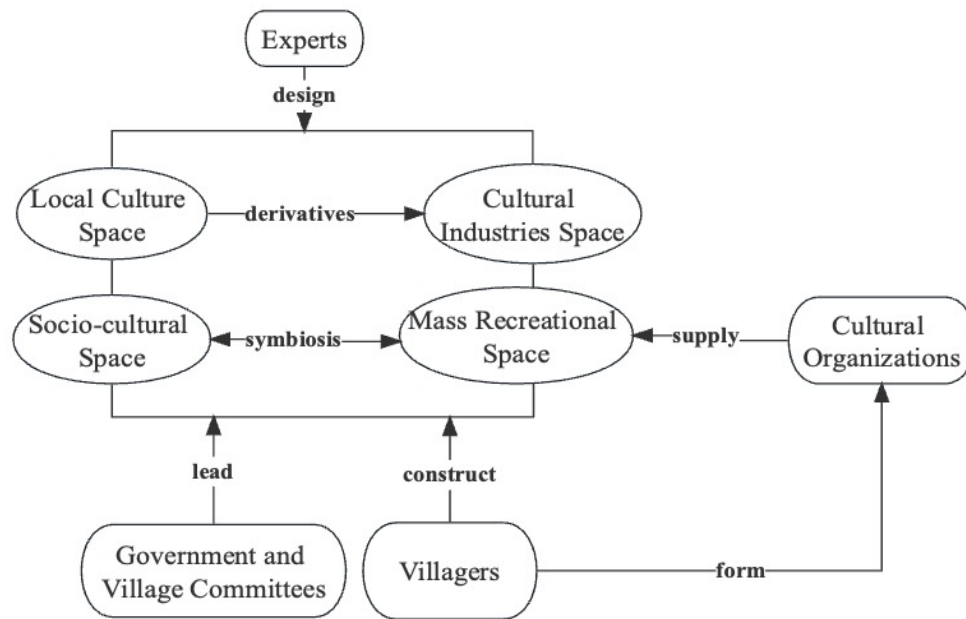 Experts
design
Local Culture
Space
derivatives
Cultural
Industries Space
Socio-cultural
Space
symbiosis
Mass Recreational
Space
supply
Cultural
Organizations
lead
construct
Government and
Village Committees
Villagers
form